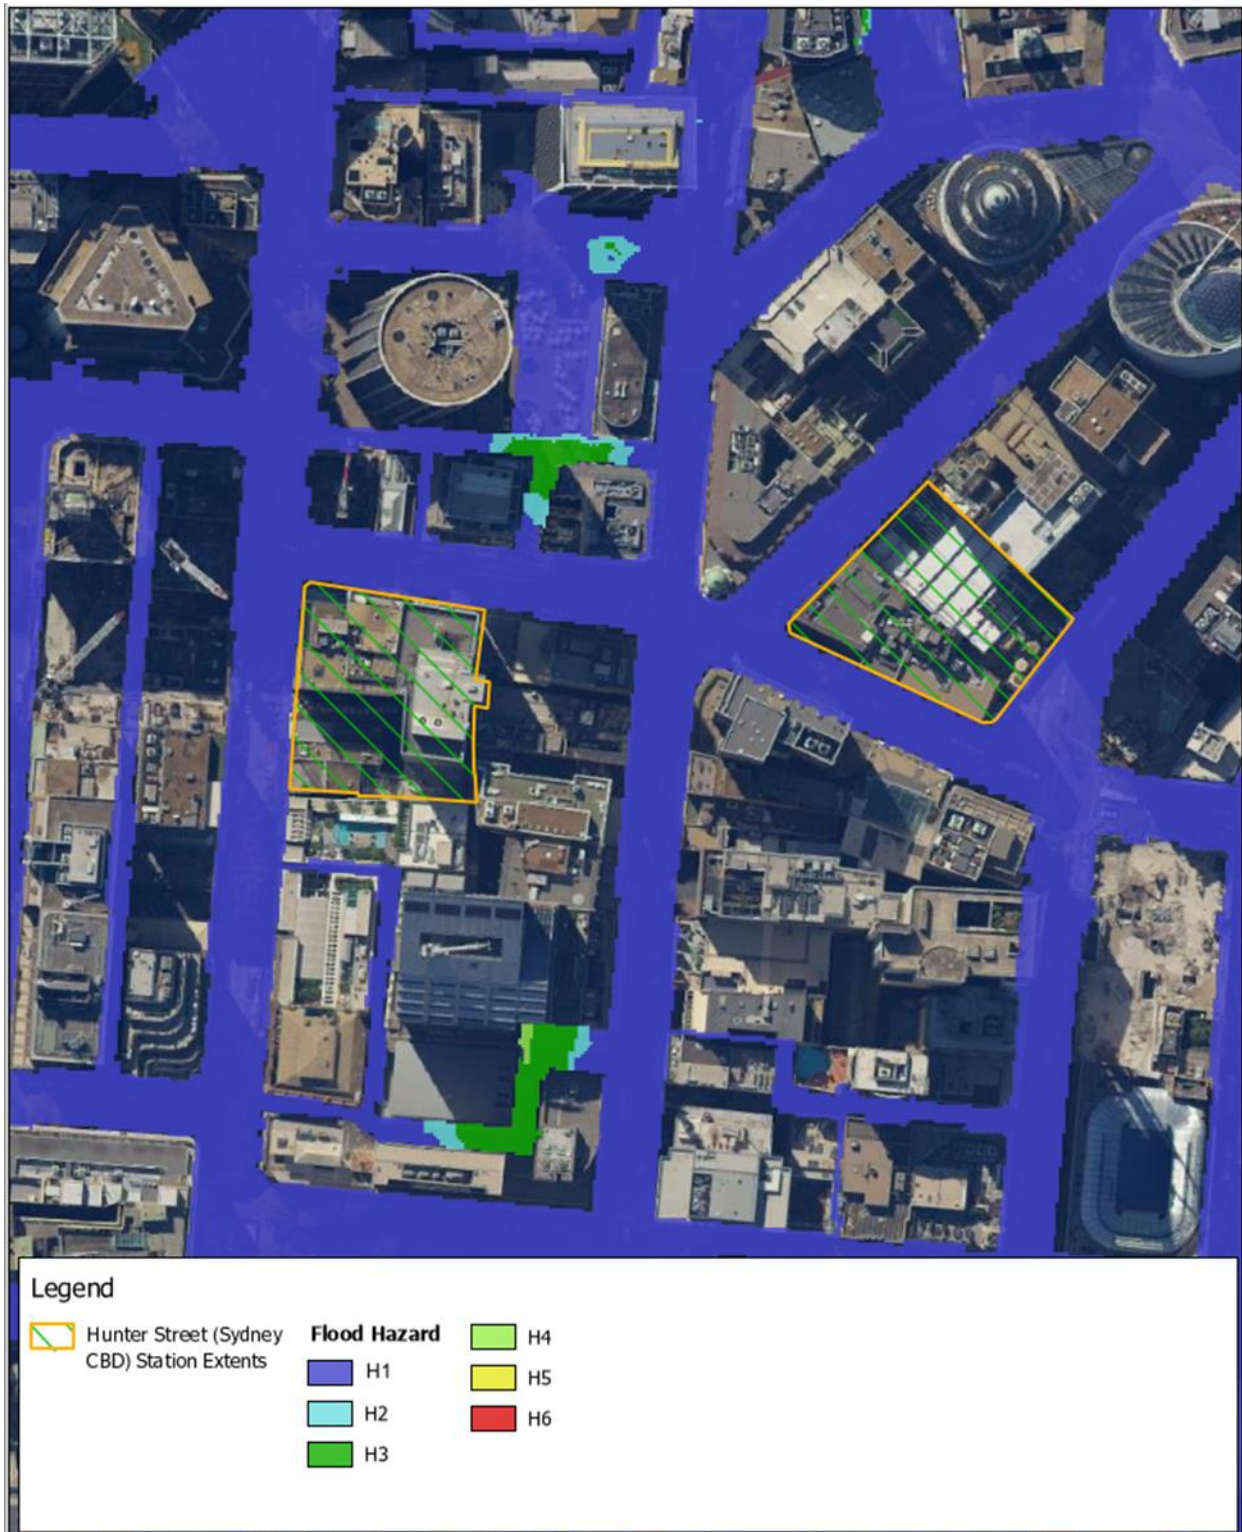 Legend
Hunter Street (Sydney
CBD) Station Extents
Flood Hazard
H1
H2
H3
H4
H5
H6